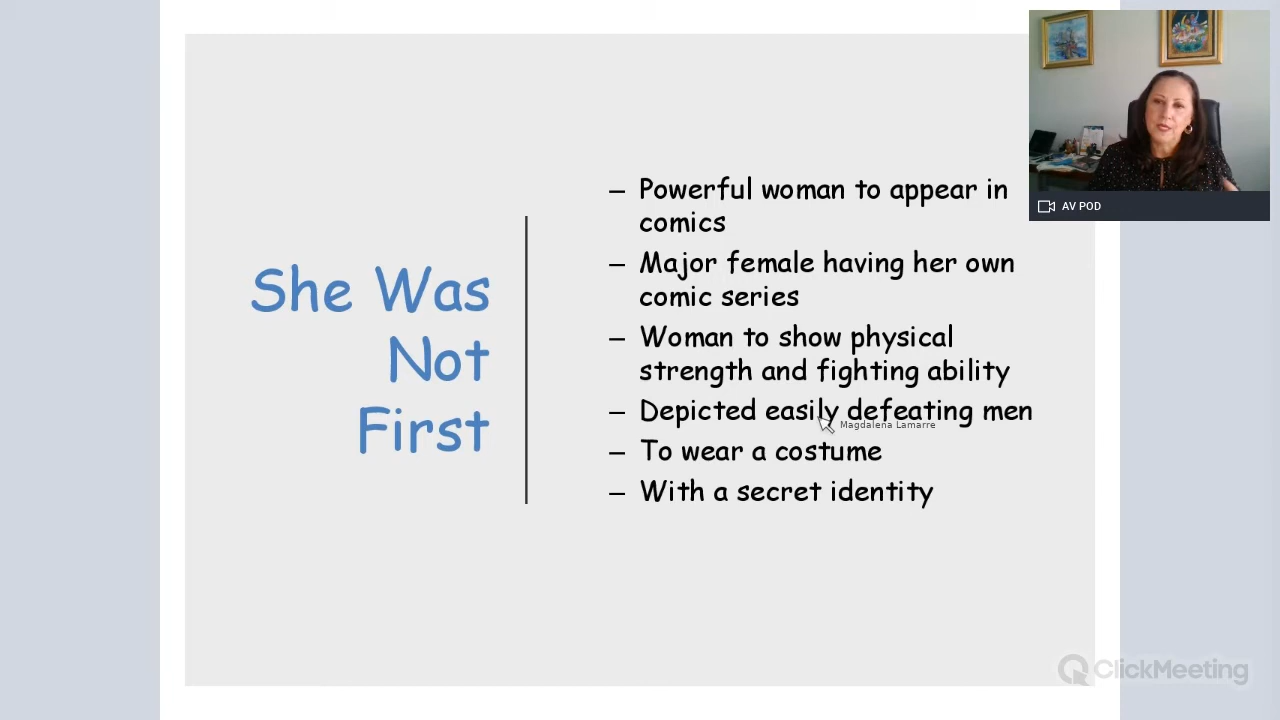 She Was
Not
First
– Powerful woman to appear in
comics
– Major female having her own
comic series
– Woman to show physical
strength and fighting ability
– Depicted easily defeating men
Magdalena Lamarre
– To wear a costume
– With a secret identity
AV POD
ClickMeeting